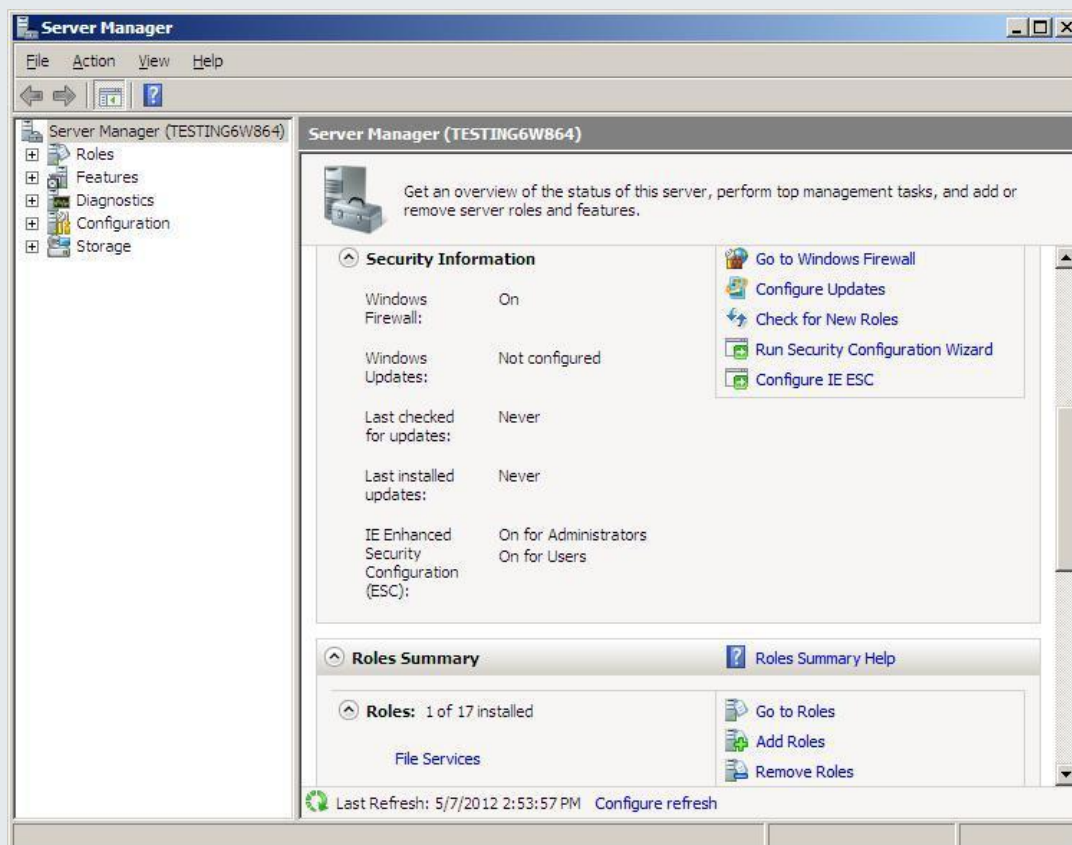 Server Manager
File Action View Help
Server Manager (TESTING6W864)
Roles
Features
Diagnostics
Configuration
Storage
Server Manager (TESTING6W864)
Get an overview of the status of this server, perform top management tasks, and add or
remove server roles and features.
Security Information
Windows
Firewall:
On
Windows
Updates:
Not configured
Last checked
for updates:
Never
Last installed
updates:
Never
IE Enhanced
Security
Configuration
(ESC):
On for Administrators
On for Users
Go to Windows Firewall
Configure Updates
Check for New Roles
Run Security Configuration Wizard
Configure IE ESC
Roles Summary
Roles Summary Help
Roles: 1 of 17 installed
File Services
Go to Roles
Add Roles
Remove Roles
Last Refresh: 5/7/2012 2:53:57 PM Configure refresh